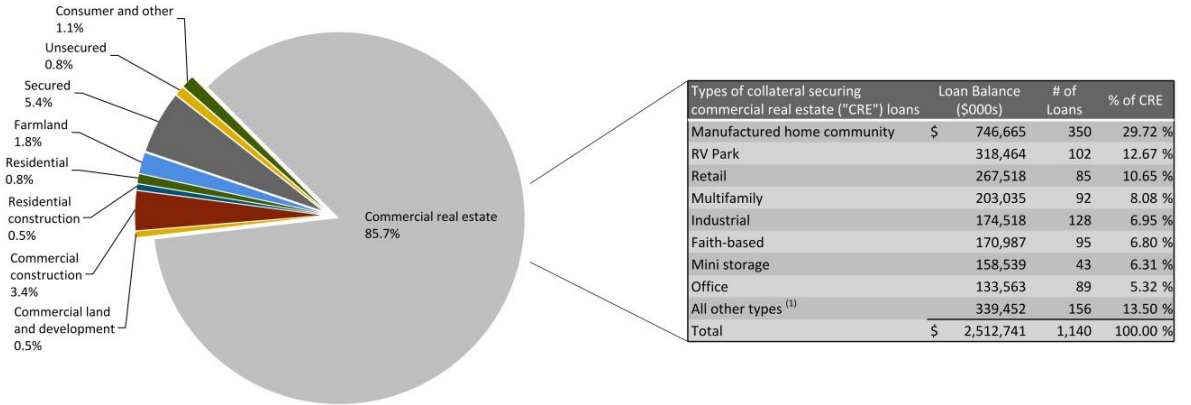 Consumer and other
1.1%
Unsecured
0.8%
Secured
5.4%
Farmland
1.8%
Residential
0.8%
Residential
construction
0.5%
Commercial
construction
3.4%
Commercial land
and development
0.5%
Commercial real estate
85.7%
Types of collateral securing commercial real estate ("CRE") loans Loan Balance ($000s) # of Loans % of CRE
Manufactured home community $ 746,665 350 29.72 %
RV Park 318,464 102 12.67 %
Retail 267,518 85 10.65 %
Multifamily 203,035 92 8.08 %
Industrial 174,518 128 6.95 %
Faith-based 170,987 95 6.80 %
Mini storage 158,539 43 6.31 %
Office 133,563 89 5.32 %
All other types (1) 339,452 156 13.50 %
Total $ 2,512,741 1,140 100.00 %